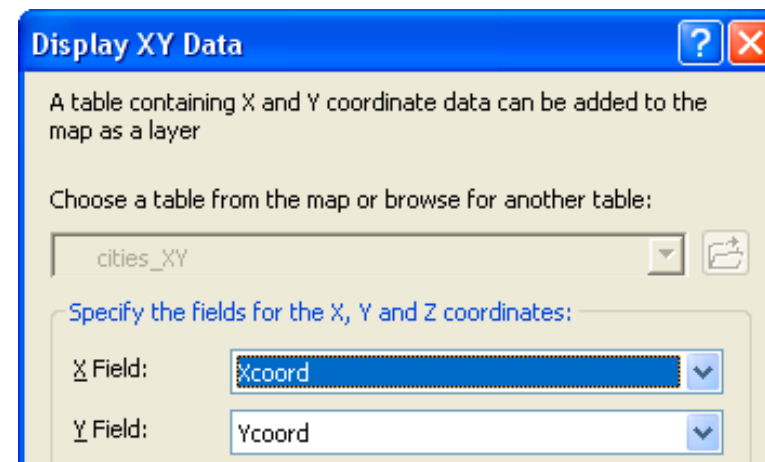 Display XY Data
A table containing X and Y coordinate data can be added to the
map as a layer
Choose a table from the map or browse for another table:
cities_XY
Specify the fields for the X, Y and Z coordinates:
X Field: Xcoord
Y Field: Ycoord